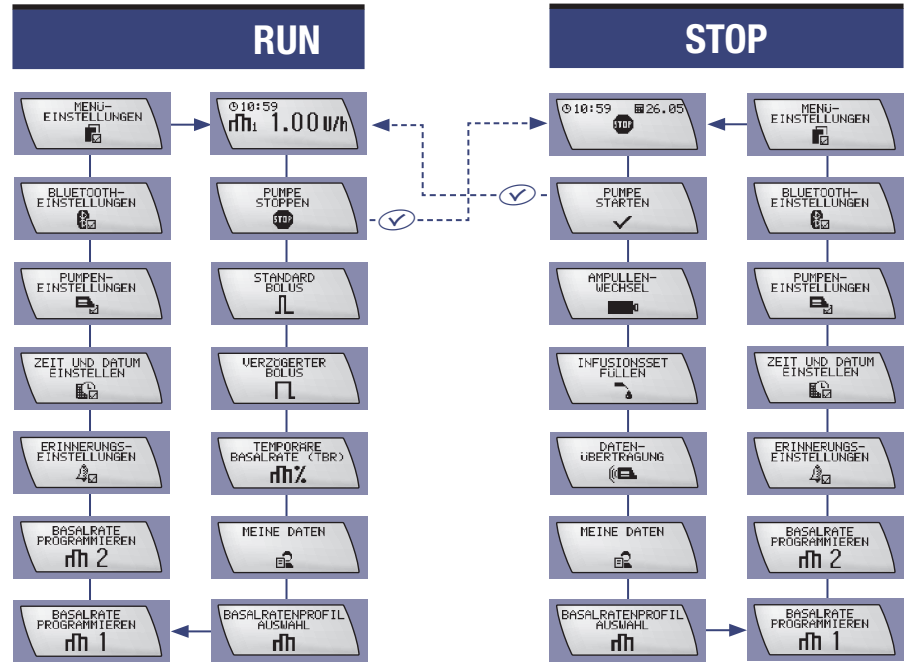 RUN
STOP
MENÜ-
EINSTELLUNGEN
BLUETOOTH-
EINSTELLUNGEN
PUMPEN-
EINSTELLUNGEN
ZEIT UND DATUM
EINSTELLEN
ERINNERUNGS-
EINSTELLUNGEN
BASALRATE
PROGRAMMIEREN
2
BASALRATE
PROGRAMMIEREN
1
10:59
1 1.00 U/h
PUMPE
STOPPEN
STOP
STANDARD
BOLUS
VERZÖGERTER
BOLUS
TEMPORÄRE
BASALRATE (TBR)
%
MEINE DATEN
BASALRATENPROFIL
AUSWAHL
10:59 26.05
STOP
PUMPE
STARTEN
AMPULLEN-
WECHSEL
INFUSIONSSET
FÜLLEN
DATEN-
ÜBERTRAGUNG
MEINE DATEN
BASALRATENPROFIL
AUSWAHL
MENÜ-
EINSTELLUNGEN
BLUETOOTH-
EINSTELLUNGEN
PUMPEN-
EINSTELLUNGEN
ZEIT UND DATUM
EINSTELLEN
ERINNERUNGS-
EINSTELLUNGEN
BASALRATE
PROGRAMMIEREN
2
BASALRATE
PROGRAMMIEREN
1